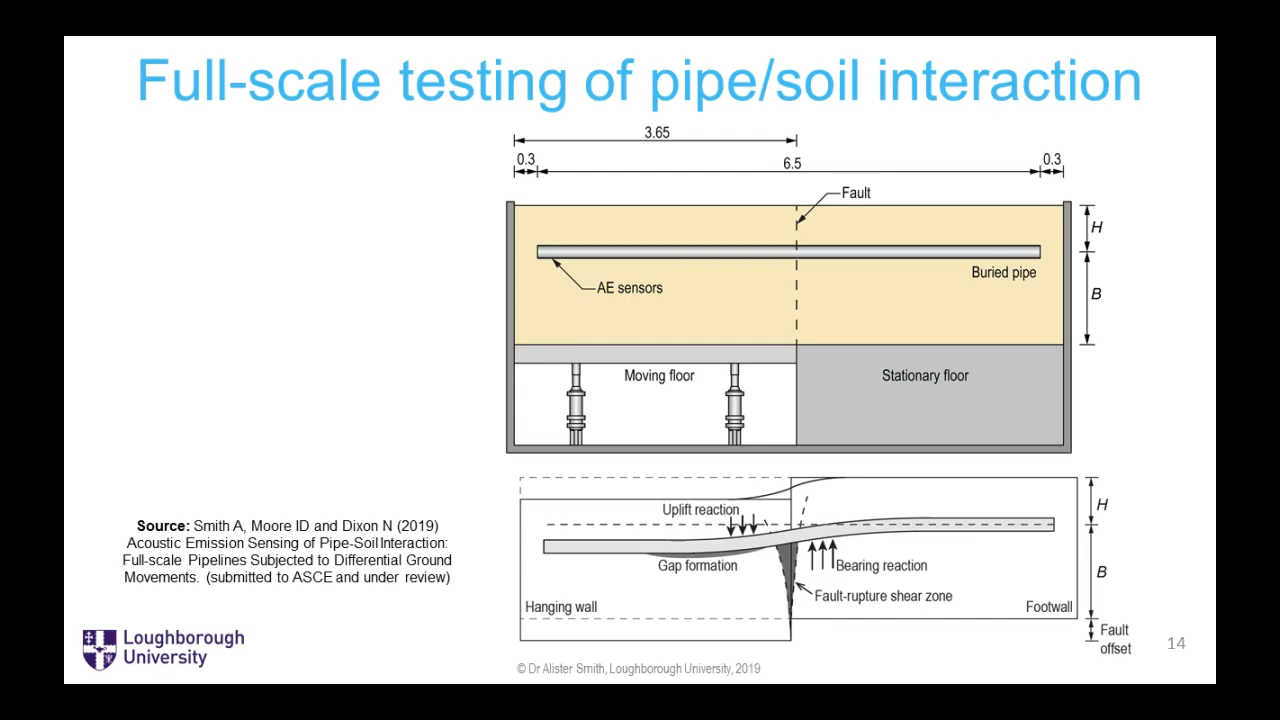 Full-scale testing of pipe/soil interaction
3.65
0.3
6.5
0.3
Fault
H
AE sensors
Buried pipe
B
Moving floor
Stationary floor
Uplift reaction
H
Gap formation
Bearing reaction
B
Fault-rupture shear zone
Hanging wall
Footwall
Fault
offset
Source: Smith A, Moore ID and Dixon N (2019)
Acoustic Emission Sensing of Pipe-Soil Interaction:
Full-scale Pipelines Subjected to Differential Ground
Movements. (submitted to ASCE and under review)
Loughborough
University
© Dr Alister Smith, Loughborough University, 2019
14